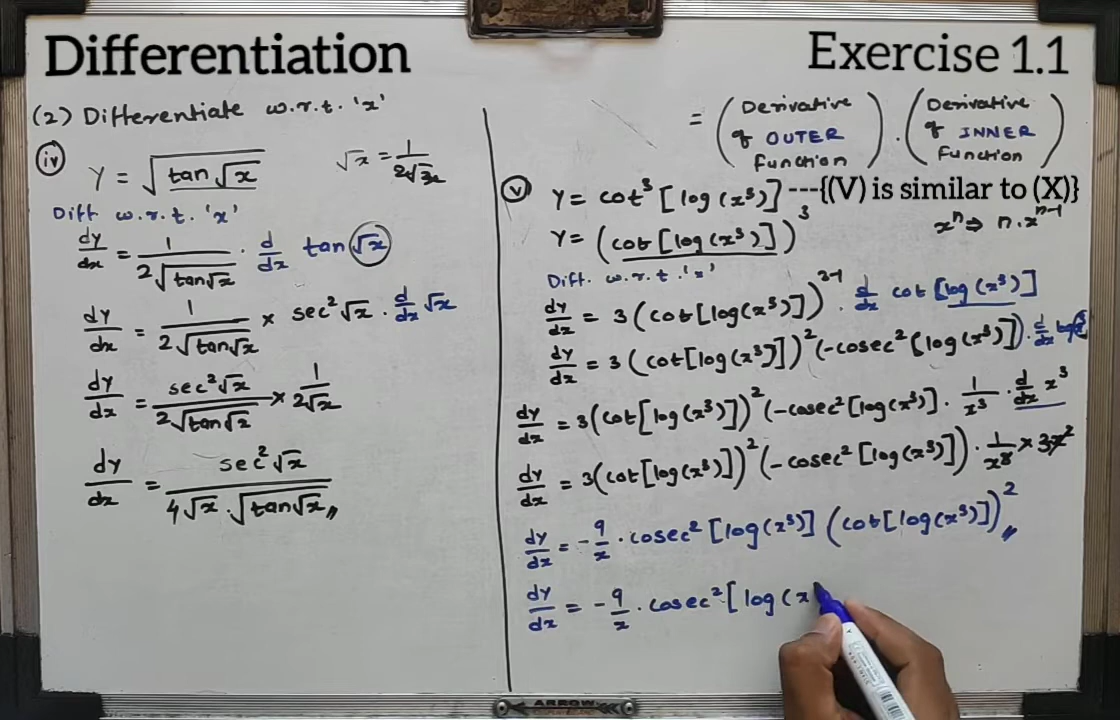 Differentiation
Exercise 1.1
(2) Differentiate w.r.t. 'x'
(iv) Y = √(tan √x)
√x = 1/2√x
Diff w.r.t. 'x'
dy/dx = 1/2√(tan√x) · d/dx tan √x
dy/dx = 1/2√(tan√x) × sec²√x · d/dx √x
dy/dx = sec²√x/2√(tan√x) × 1/2√x
dy/dx = sec²√x/4√x · √(tan√x)
= (Derivative of OUTER function) · (Derivative of INNER function)
(v) Y = cot³ [log (x³)] ---{(V) is similar to (X)}
Y = (cot [log(x³)])³
xⁿ ⇒ n·xⁿ⁻¹
Diff. w.r.t. 'x'
dy/dx = 3(cot[log(x³)])³⁻¹ · d/dx cot [log(x³)]
dy/dx = 3(cot[log(x³)])² (-cosec² [log(x³)]) · d/dx
dy/dx = 3(cot[log(x³)])² (-cosec² [log(x³)] · 1/x³ · d/dx x³
dy/dx = 3(cot[log(x³)])² (-cosec² [log(x³)]) · 1/x³ × 3x²
dy/dx = -9/x · cosec² [log(x³)] (cot[log(x³)])²
dy/dx = -9/x · cosec² [log (x
ARROW